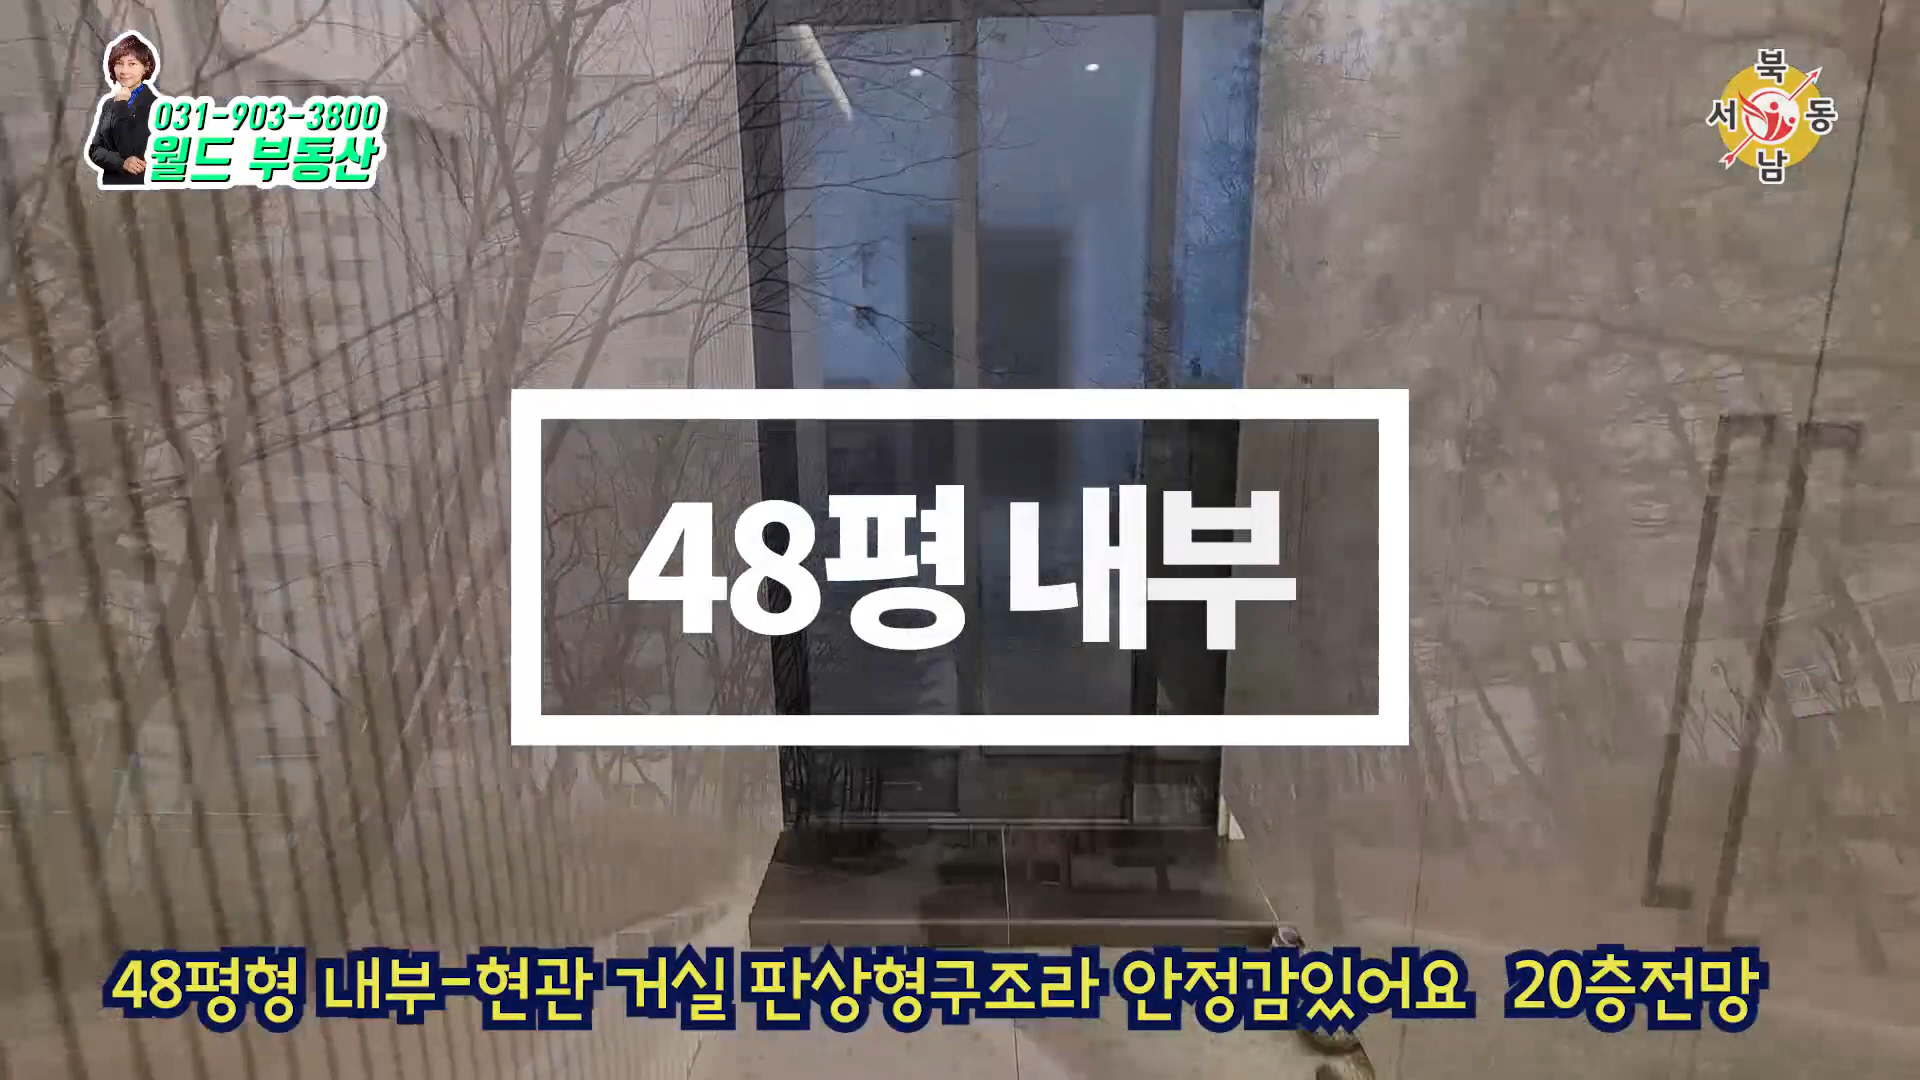 031-903-3800
월드 부동산
북
서 동
남
48평 내부
48평형 내부-현관 거실 판상형구조라 안정감있어요 20층전망